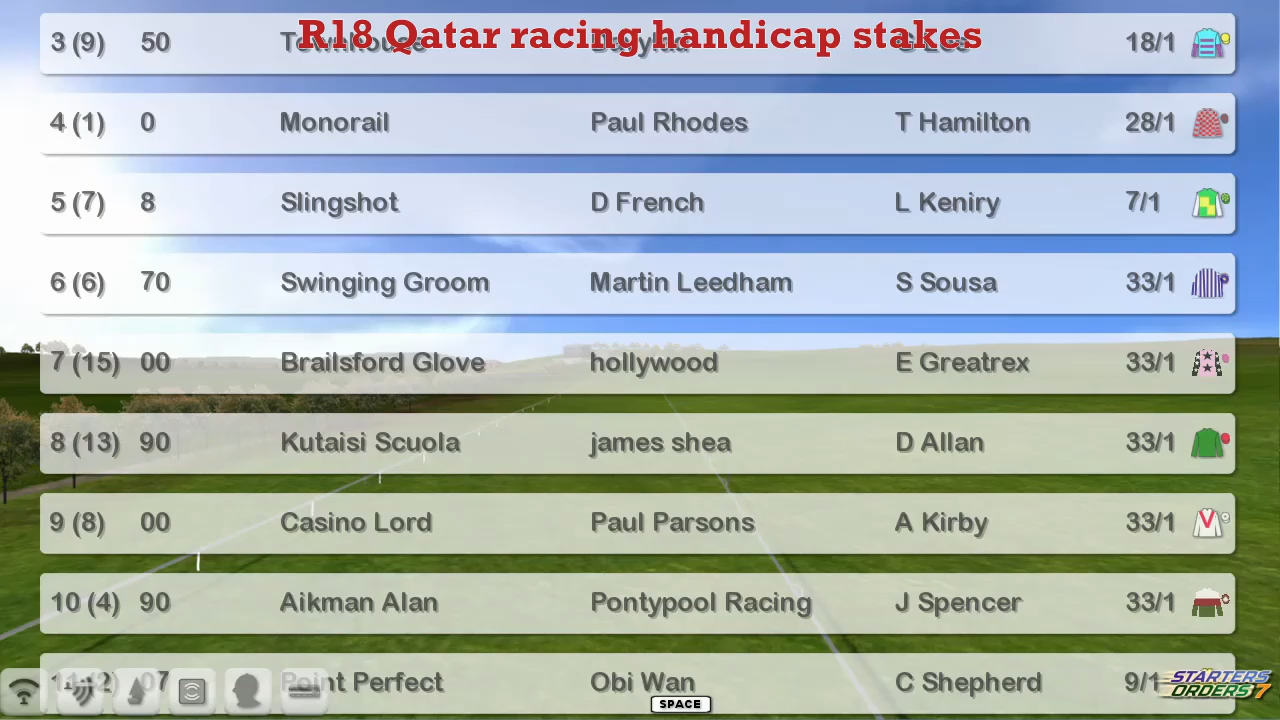 R18 Qatar racing handicap stakes
3 (9) 50 Townhouse 18/1
4 (1) 0 Monorail Paul Rhodes T Hamilton 28/1
5 (7) 8 Slingshot D French L Keniry 7/1
6 (6) 70 Swinging Groom Martin Leedham S Sousa 33/1
7 (15) 00 Brailsford Glove hollywood E Greatrex 33/1
8 (13) 90 Kutaisi Scuola james shea D Allan 33/1
9 (8) 00 Casino Lord Paul Parsons A Kirby 33/1
10 (4) 90 Aikman Alan Pontypool Racing J Spencer 33/1
07 Point Perfect Obi Wan C Shepherd 9/1
SPACE
STARTERS
ORDERS 7